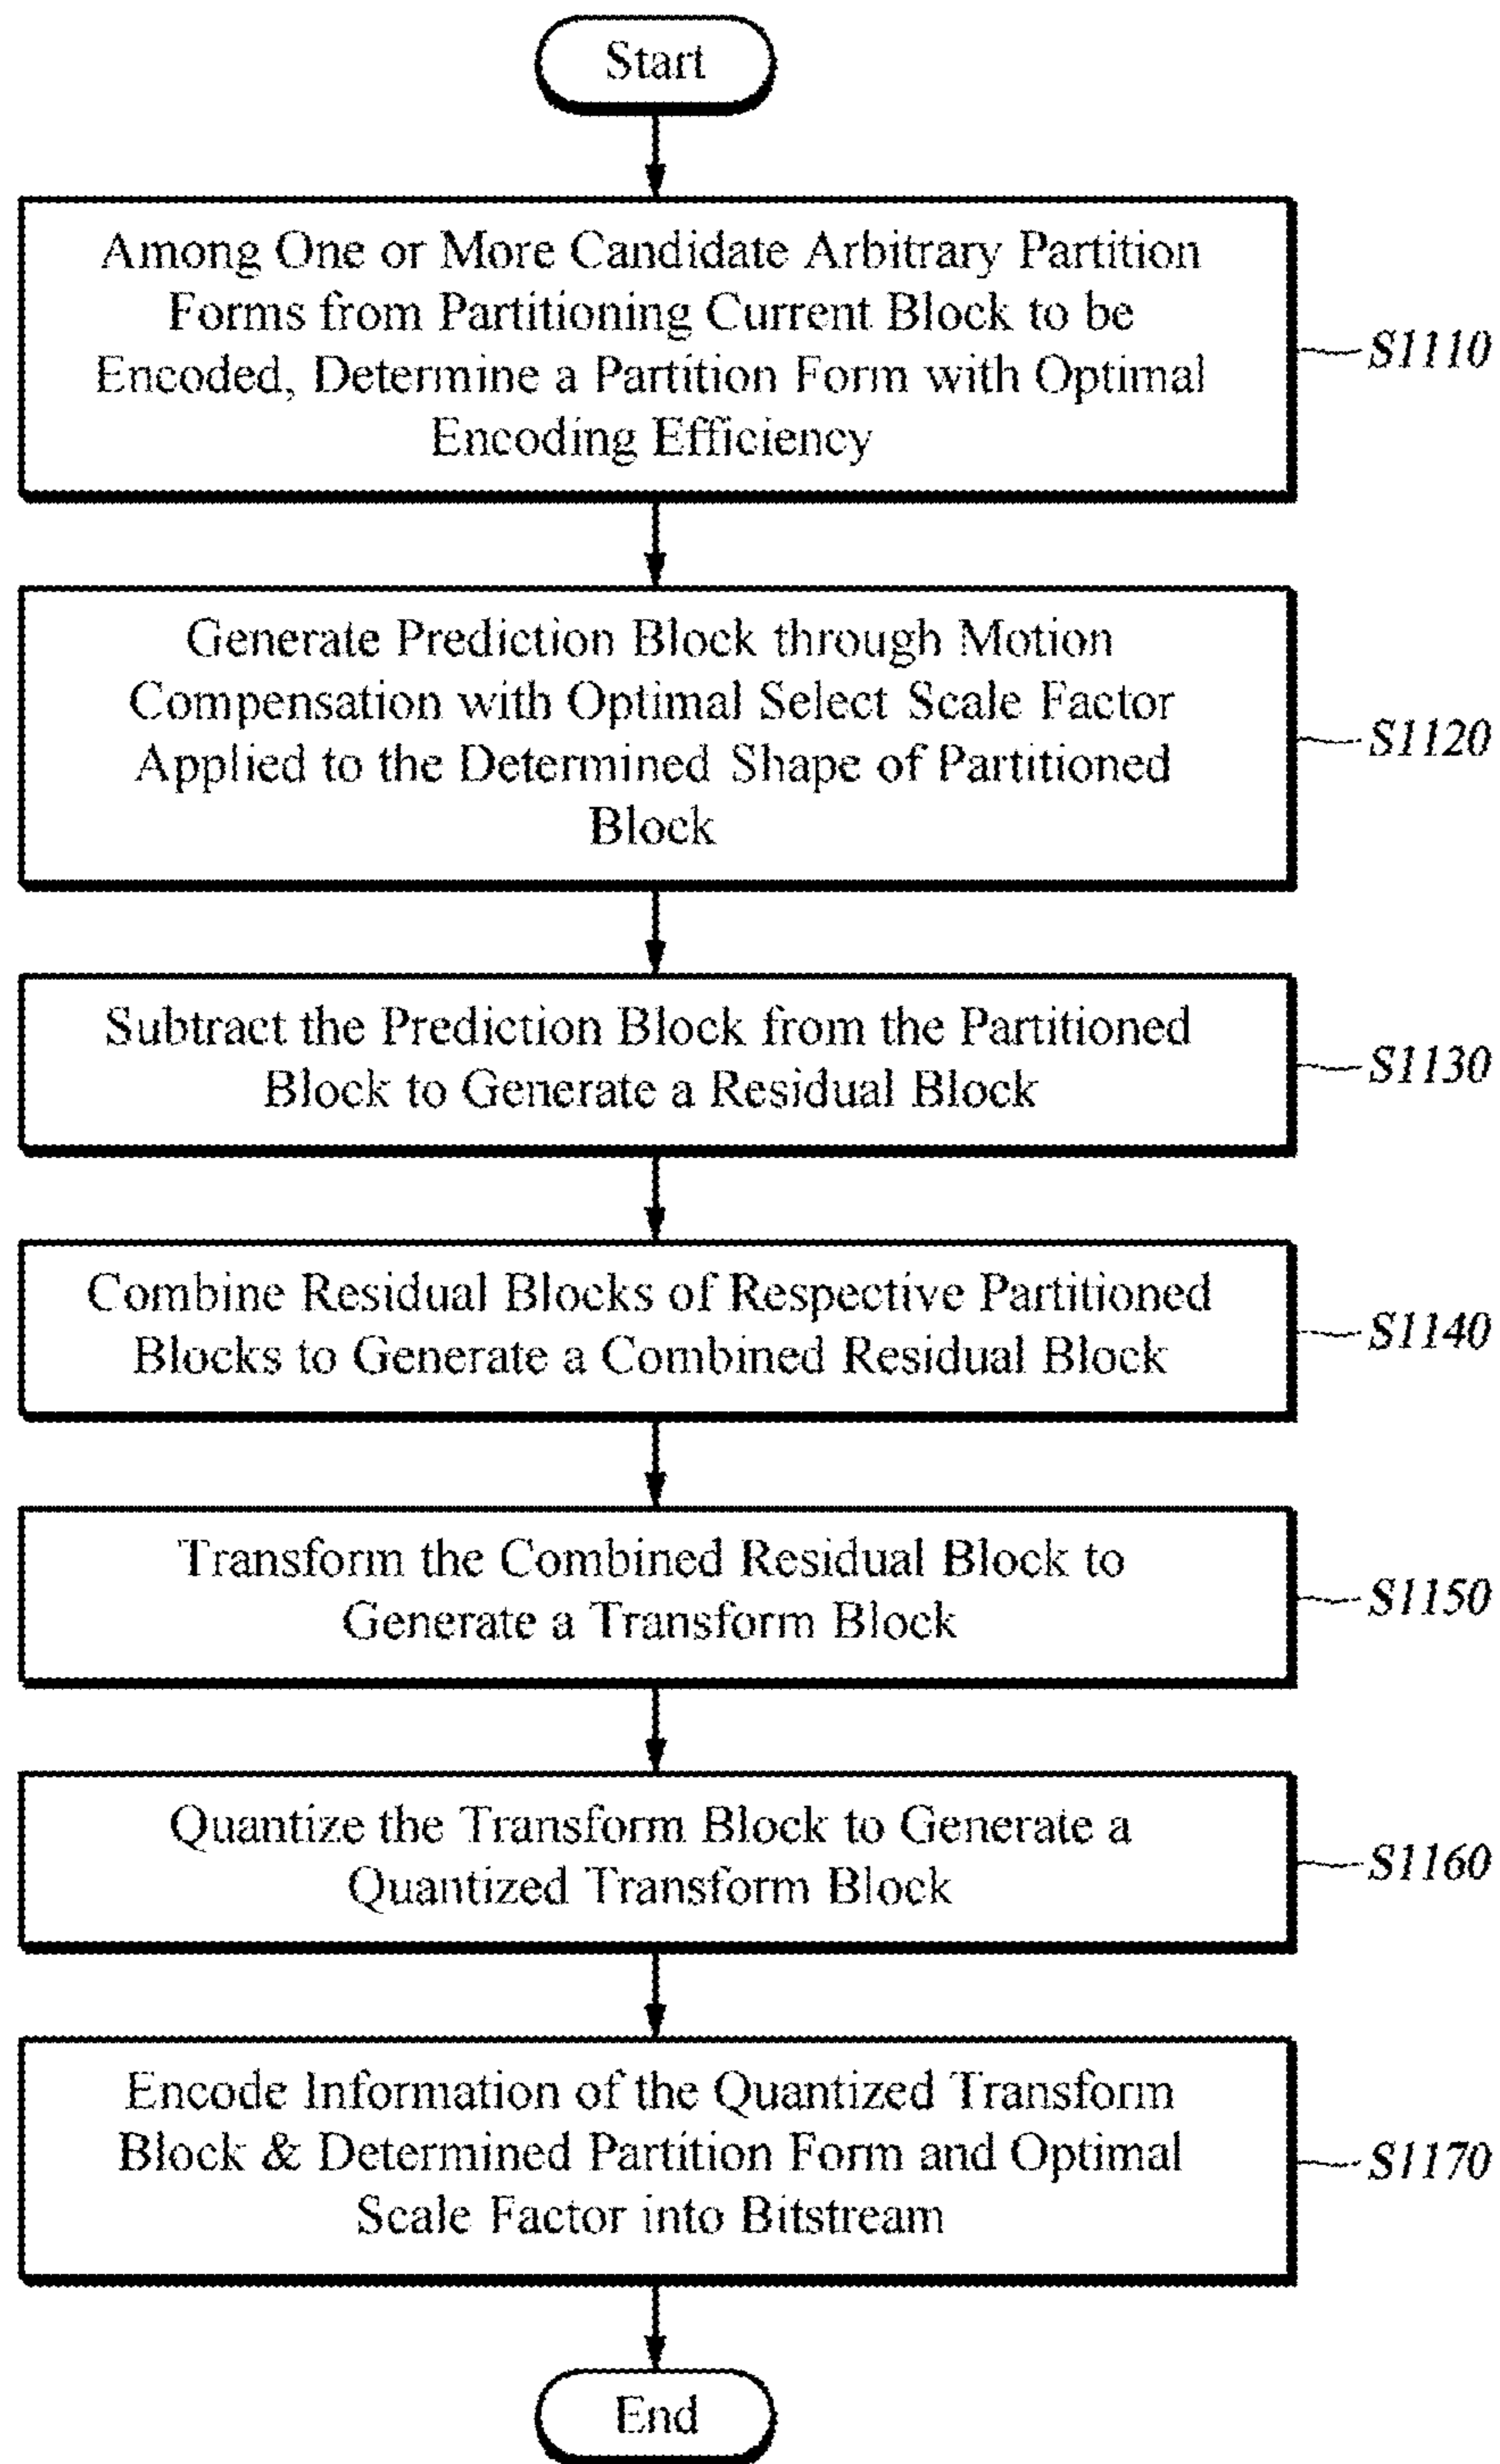 Start
Among One or More Candidate Arbitrary Partition
Forms from Partitioning Current Block to be
Encoded, Determine a Partition Form with Optimal
Encoding Efficiency
S1110
Generate Prediction Block through Motion
Compensation with Optimal Select Scale Factor
Applied to the Determined Shape of Partitioned
Block
S1120
Subtract the Prediction Block from the Partitioned
Block to Generate a Residual Block
S1130
Combine Residual Blocks of Respective Partitioned
Blocks to Generate a Combined Residual Block
S1140
Transform the Combined Residual Block to
Generate a Transform Block
S1150
Quantize the Transform Block to Generate a
Quantized Transform Block
S1160
Encode Information of the Quantized Transform
Block & Determined Partition Form and Optimal
Scale Factor into Bitstream
S1170
End